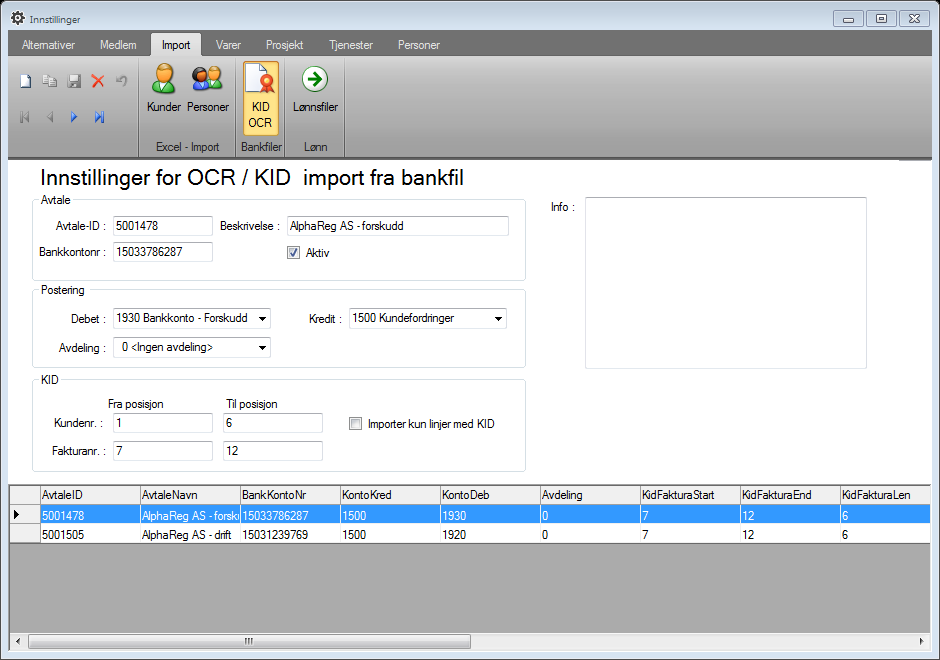 Innstillinger
Alternativer Medlem Import Varer Prosjekt Tjenester Personer
Kunder Personer KID OCR Lønnsfiler
Excel - Import Bankfiler Lønn
Innstillinger for OCR / KID import fra bankfil
Avtale
Avtale-ID : 5001478 Beskrivelse : AlphaReg AS - forskudd
Bankkontonr : 15033786287 Aktiv
Info :
Postering
Debet : 1930 Bankkonto - Forskudd Kredit : 1500 Kundefordringer
Avdeling : 0 <Ingen avdeling>
KID
Fra posisjon Til posisjon
Kundenr. : 1 6 Importer kun linjer med KID
Fakturanr. : 7 12
AvtaleID AvtaleNavn BankKontoNr KontoKred KontoDeb Avdeling KidFakturaStart KidFakturaEnd KidFakturaLen
5001478 AlphaReg AS - forsku 15033786287 1500 1930 0 7 12 6
5001505 AlphaReg AS - drift 15031239769 1500 1920 0 7 12 6